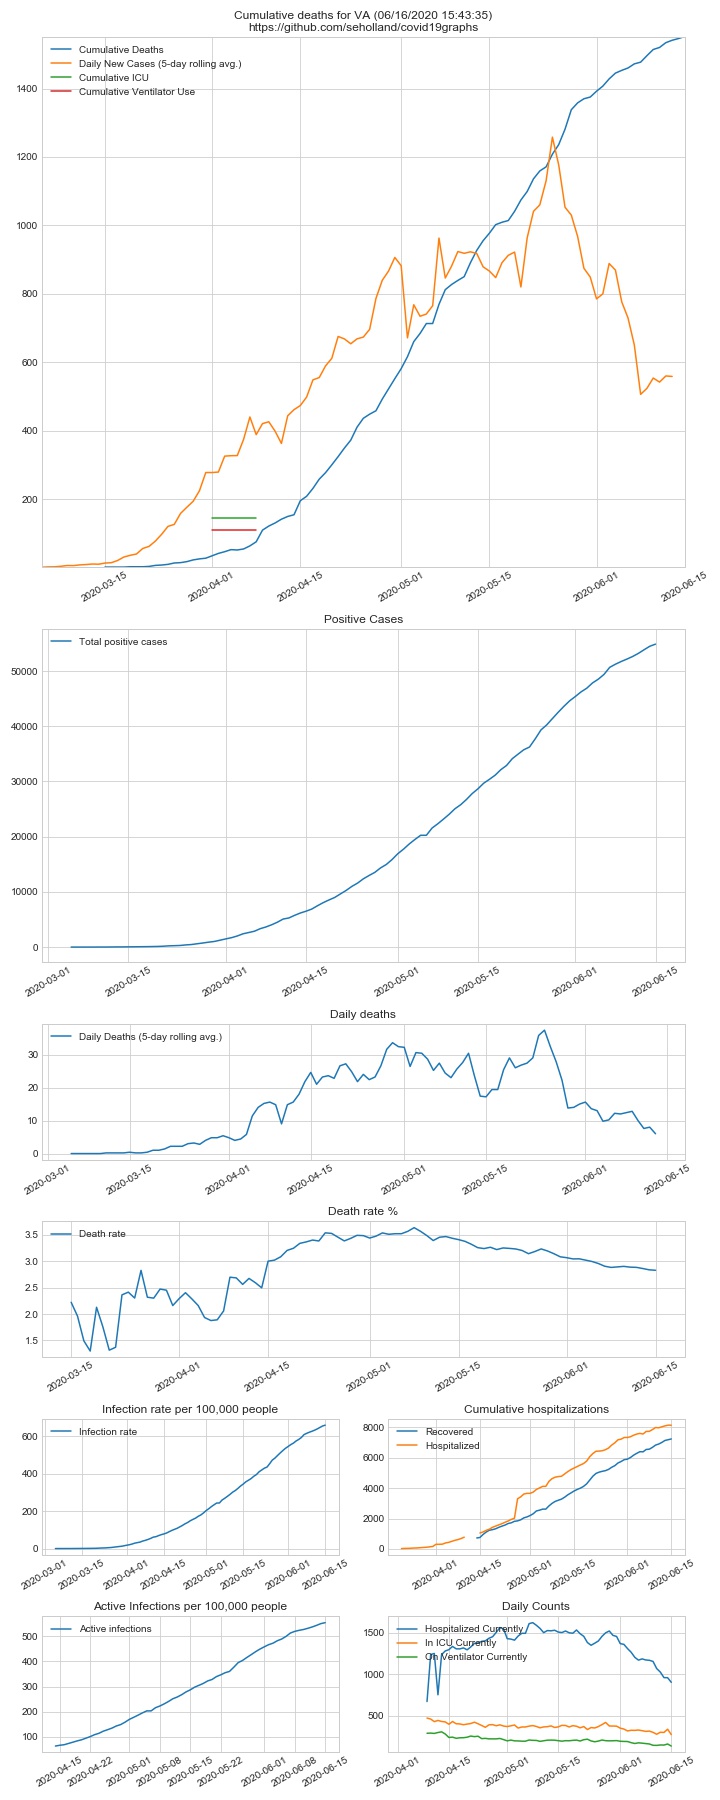 Cumulative deaths for VA (06/16/2020 15:43:35)
https://github.com/seholland/covid19graphs
Cumulative Deaths
Daily New Cases (5-day rolling avg.)
Cumulative ICU
Cumulative Ventilator Use
1400
1200
1000
800
600
400
200
2020-03-15 2020-04-01 2020-04-15 2020-05-01 2020-05-15 2020-06-01 2020-06-15
Positive Cases
Total positive cases
50000
40000
30000
20000
10000
0
2020-03-01 2020-03-15 2020-04-01 2020-04-15 2020-05-01 2020-05-15 2020-06-01 2020-06-15
Daily deaths
Daily Deaths (5-day rolling avg.)
30
20
10
0
2020-03-01 2020-03-15 2020-04-01 2020-04-15 2020-05-01 2020-05-15 2020-06-01 2020-06-15
Death rate %
Death rate
3.5
3.0
2.5
2.0
1.5
2020-03-15 2020-04-01 2020-04-15 2020-05-01 2020-05-15 2020-06-01 2020-06-15
Infection rate per 100,000 people
Infection rate
600
400
200
0
2020-03-01 2020-03-15 2020-04-01 2020-04-15 2020-05-01 2020-05-15 2020-06-01 2020-06-15
Cumulative hospitalizations
Recovered
Hospitalized
8000
6000
4000
2000
0
2020-04-01 2020-04-15 2020-05-01 2020-05-15 2020-06-01 2020-06-15
Active Infections per 100,000 people
Active infections
500
400
300
200
100
2020-04-15 2020-04-22 2020-05-01 2020-05-08 2020-05-15 2020-05-22 2020-06-01 2020-06-08 2020-06-15
Daily Counts
Hospitalized Currently
In ICU Currently
On Ventilator Currently
1500
1000
500
2020-04-01 2020-04-15 2020-05-01 2020-05-15 2020-06-01 2020-06-15